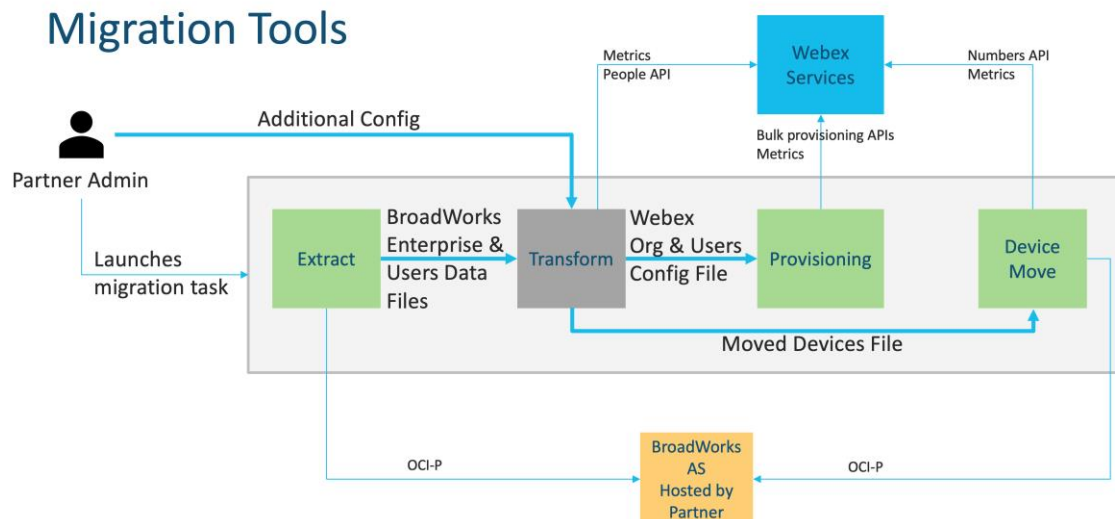 Migration Tools
Metrics
People API
Webex
Services
Numbers API
Metrics
Additional Config
Bulk provisioning APIs
Metrics
Partner Admin
Launches
migration task
Extract
BroadWorks
Enterprise &
Users Data
Files
Transform
Webex
Org & Users
Config File
Provisioning
Device
Move
Moved Devices File
OCI-P
BroadWorks
AS
Hosted by
Partner
OCI-P